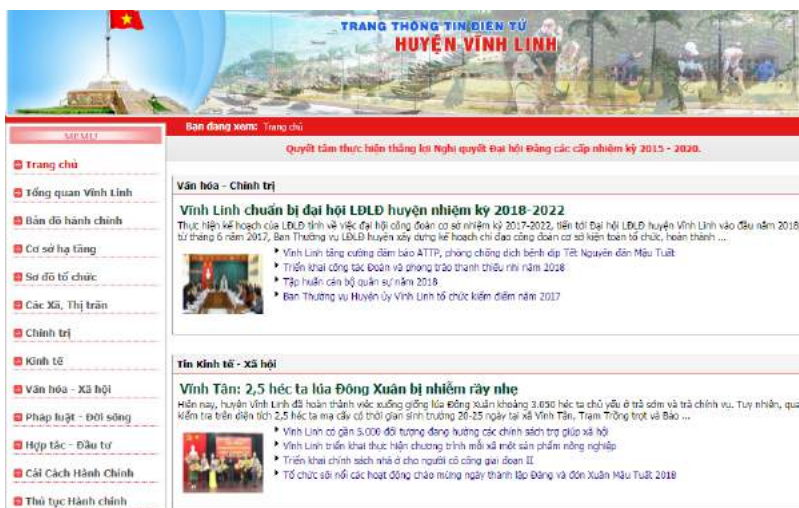 TRANG THÔNG TIN ĐIỆN TỬ
HUYỆN VĨNH LINH
MENU
Bạn đang xem: Trang chủ
Quyết tâm thực hiện thắng lợi Nghị quyết Đại hội Đảng các cấp nhiệm kỳ 2015 - 2020.
Trang chủ
Tổng quan Vĩnh Linh
Bản đồ hành chính
Cơ sở hạ tầng
Sơ đồ tổ chức
Các Xã, Thị trấn
Chính trị
Kinh tế
Văn hóa - Xã hội
Pháp luật - Đời sống
Hợp tác - Đầu tư
Cải Cách Hành Chính
Thủ tục Hành chính
Văn hóa - Chính trị
Vĩnh Linh chuẩn bị đại hội LĐLĐ huyện nhiệm kỳ 2018-2022
Thực hiện kế hoạch của LĐLĐ tỉnh về việc đại hội công đoàn cơ sở nhiệm kỳ 2017-2022, tiến tới Đại hội LĐLĐ huyện Vĩnh Linh vào đầu năm 2018,
từ tháng 6 năm 2017, Ban Thường vụ LĐLĐ huyện xây dựng kế hoạch chỉ đạo công đoàn cơ sở kiện toàn tổ chức, hoàn thành ...
Vĩnh Linh tăng cường đảm bảo ATTP, phòng chống dịch bệnh dịp Tết Nguyên đán Mậu Tuất
Triển khai công tác Đoàn và phong trào thanh thiếu nhi năm 2018
Tập huấn cán bộ quân sự năm 2018
Ban Thường vụ Huyện ủy Vĩnh Linh tổ chức kiểm điểm năm 2017
Tin Kinh tế - Xã hội
Vĩnh Tân: 2,5 héc ta lúa Đông Xuân bị nhiễm rầy nhẹ
Hiện nay, huyện Vĩnh Linh đã hoàn thành việc xuống giống lúa Đông Xuân khoảng 3.050 héc ta chủ yếu ở trà sớm và trà chính vụ. Tuy nhiên, qua
kiểm tra trên diện tích 2,5 héc ta mạ cấy có thời gian sinh trưởng 20-25 ngày tại xã Vĩnh Tân, Trạm Trồng trọt và Bảo ...
Vĩnh Linh có gần 5.000 đối tượng đang hưởng các chính sách trợ giúp xã hội
Vĩnh Linh triển khai thực hiện chương trình mỗi xã một sản phẩm nông nghiệp
Triển khai chính sách nhà ở cho người có công giai đoạn II
Tổ chức sôi nổi các hoạt động chào mừng ngày thành lập Đảng và đón Xuân Mậu Tuất 2018